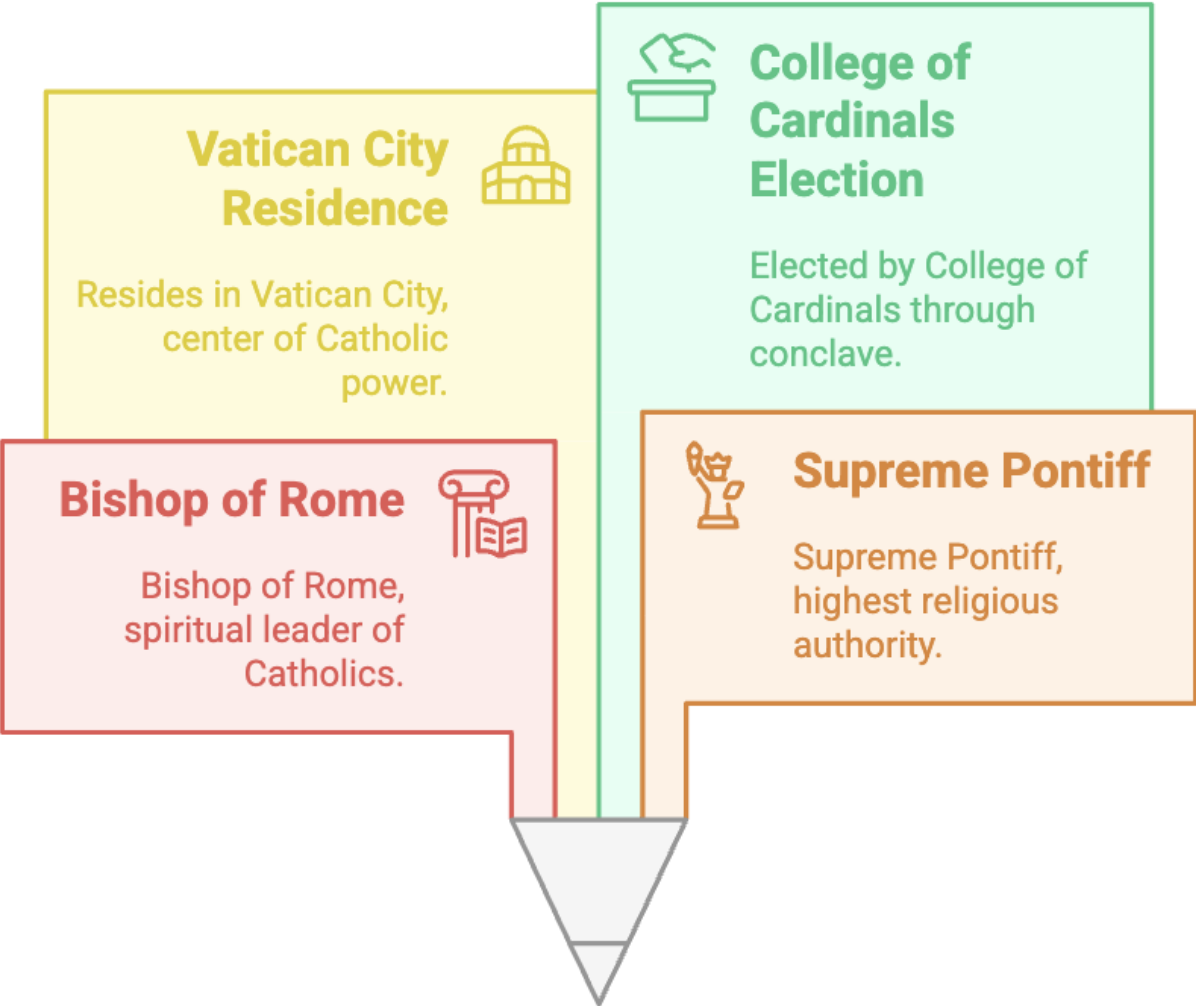 Vatican City
Residence
Resides in Vatican City,
center of Catholic
power.
College of
Cardinals
Election
Elected by College of
Cardinals through
conclave.
Bishop of Rome
Bishop of Rome,
spiritual leader of
Catholics.
Supreme Pontiff
Supreme Pontiff,
highest religious
authority.